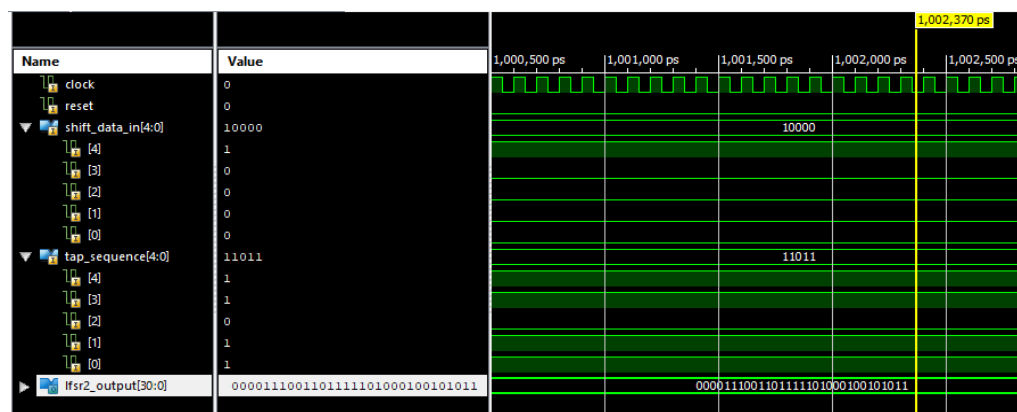 1,002,370 ps
Name Value 1,000,500 ps 1,001,000 ps 1,001,500 ps 1,002,000 ps 1,002,500 ps
clock 0
reset 0
shift_data_in[4:0] 10000 10000
[4] 1
[3] 0
[2] 0
[1] 0
[0] 0
tap_sequence[4:0] 11011 11011
[4] 1
[3] 1
[2] 0
[1] 1
[0] 1
lfsr2_output[30:0] 0000111001101111101000100101011 0000111001101111101000100101011